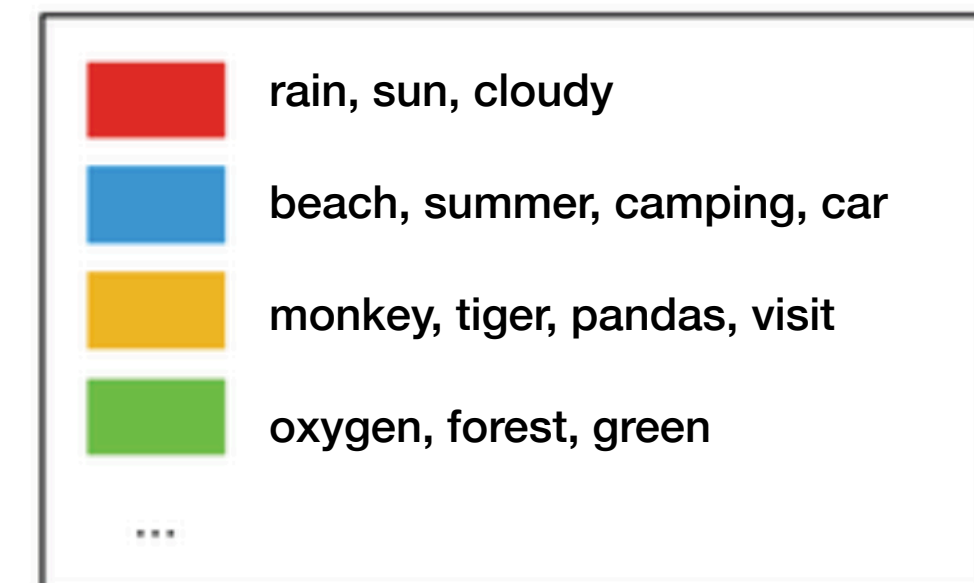 rain, sun, cloudy
beach, summer, camping, car
monkey, tiger, pandas, visit
oxygen, forest, green
...